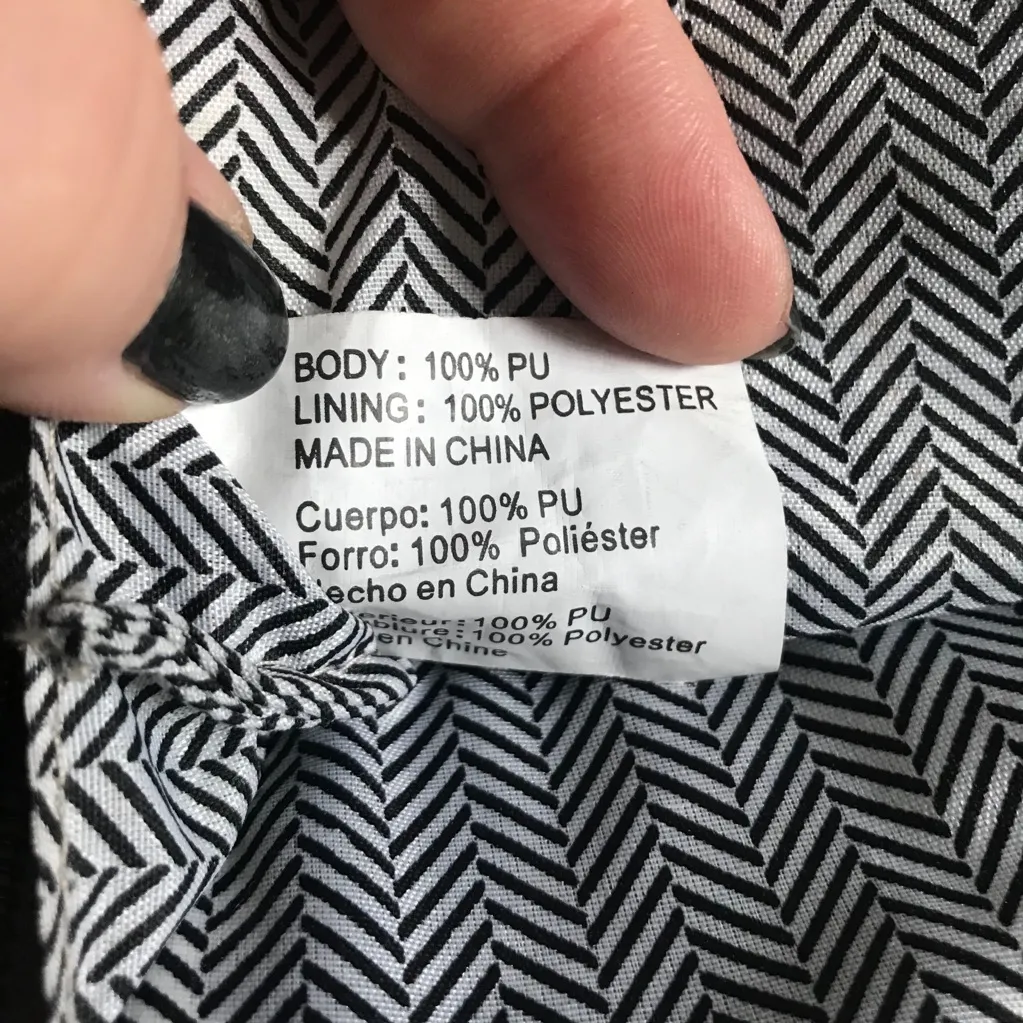 BODY: 100% PU
LINING: 100% POLYESTER
MADE IN CHINA
Cuerpo: 100% PU
Forro: 100% Poliéster
echo en China
100% PU
100% Polyester
en Chine